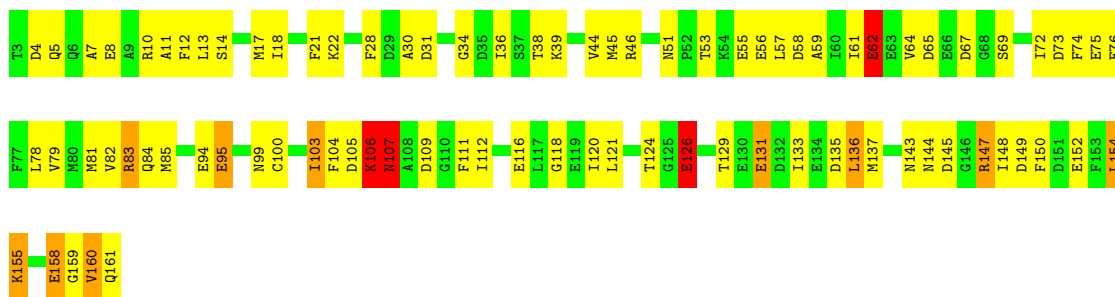 T3 D4 Q5 Q6 A7 E8 A9 R10 A11 F12 L13 S14 M17 I18 F21 K22 F28 D29 A30 D31 G34 D35 I36 S37 T38 K39 V44 M45 R46 N51 P52 T53 K54 E55 E56 L57 D58 A59 I60 I61 E62 E63 V64 D65 E66 D67 G68 S69 I72 D73 F74 E75 E76
F77 L78 V79 M80 M81 V82 R83 Q84 M85 E94 E95 N99 C100 I103 F104 D105 K106 N107 A108 D109 G110 F111 I112 E116 L117 G118 E119 I120 L121 T124 G125 E126 T129 E130 E131 D132 I133 E134 D135 L136 M137 N143 N144 D145 G146 R147 I148 D149 F150 D151 E152 F153 L154
K155 E158 G159 V160 Q161